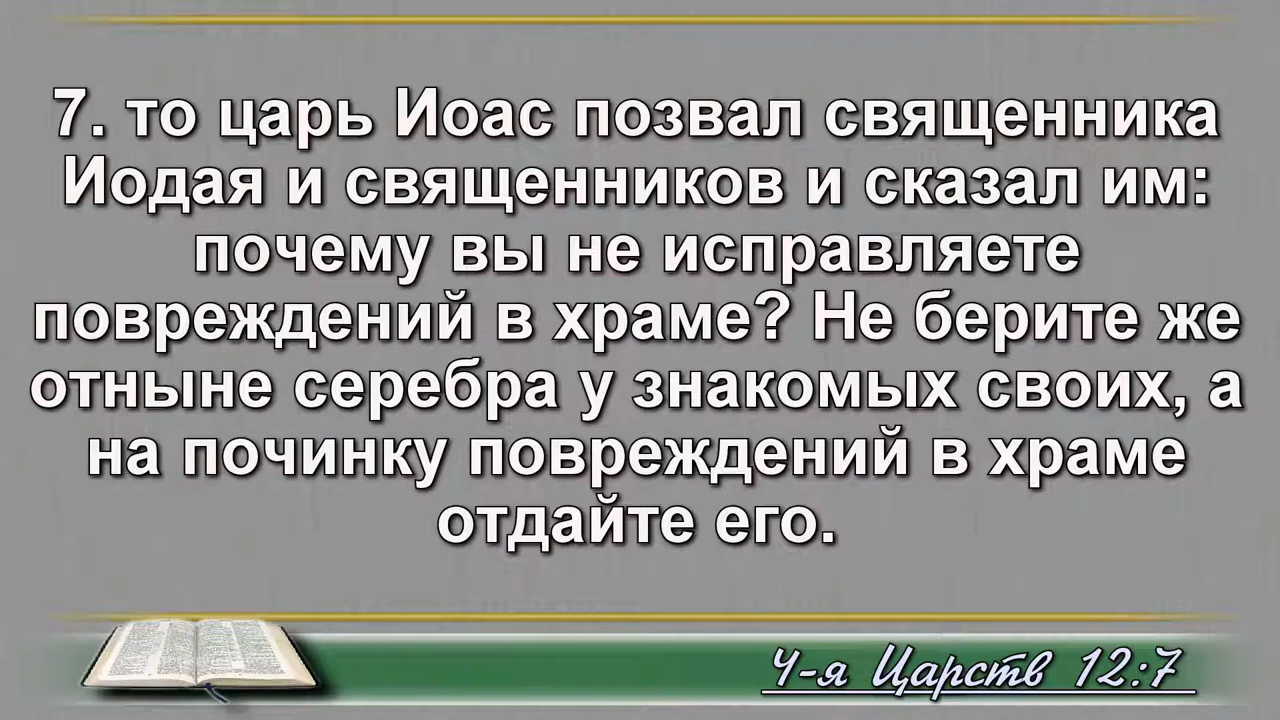 7. то царь Иоас позвал священника
Иодая и священников и сказал им:
почему вы не исправляете
повреждений в храме? Не берите же
отныне серебра у знакомых своих, а
на починку повреждений в храме
отдайте его.
4-я Царств 12:7